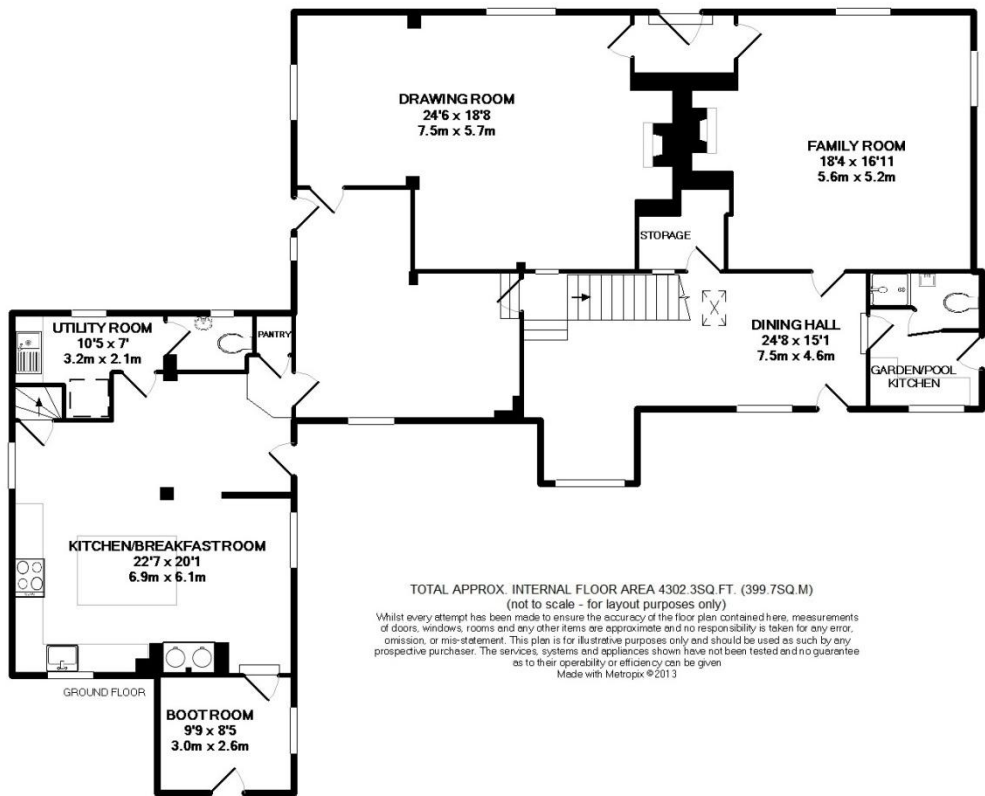 DRAWING ROOM
24'6 x 18'8
7.5m x 5.7m
FAMILY ROOM
18'4 x 16'11
5.6m x 5.2m
STORAGE
UTILITY ROOM
10'5 x 7'
3.2m x 2.1m
PANTRY
DINING HALL
24'8 x 15'1
7.5m x 4.6m
GARDEN/POOL
KITCHEN
KITCHEN/BREAKFAST ROOM
22'7 x 20'1
6.9m x 6.1m
GROUND FLOOR
BOOT ROOM
9'9 x 8'5
3.0m x 2.6m
TOTAL APPROX. INTERNAL FLOOR AREA 4302.3SQ.FT. (399.7SQ.M)
(not to scale - for layout purposes only)
Whilst every attempt has been made to ensure the accuracy of the floor plan contained here, measurements
of doors, windows, rooms and any other items are approximate and no responsibility is taken for any error,
omission, or mis-statement. This plan is for illustrative purposes only and should be used as such by any
prospective purchaser. The services, systems and appliances shown have not been tested and no guarantee
as to their operability or efficiency can be given
Made with Metropix ©2013